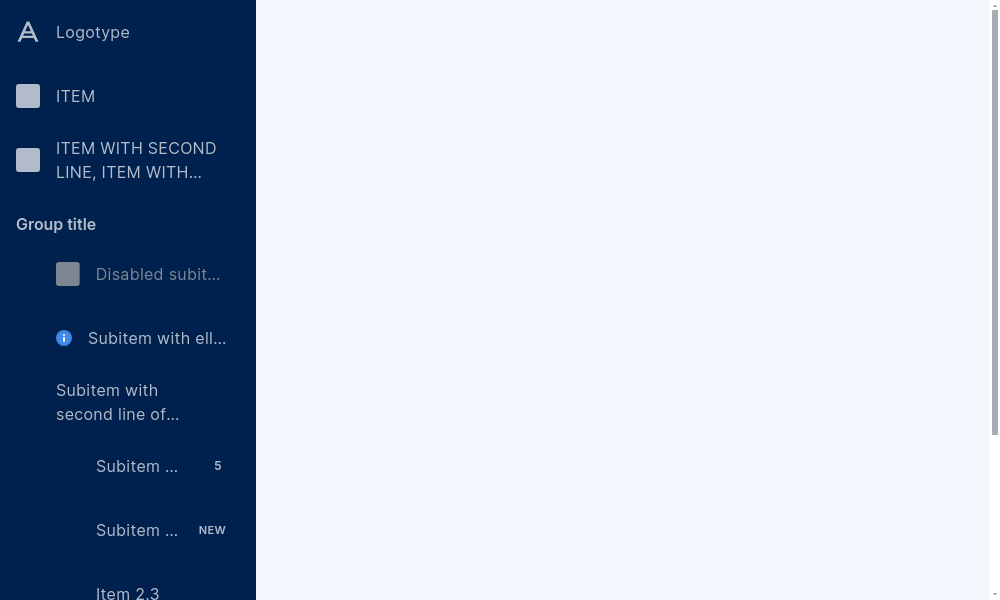 Logotype
ITEM
ITEM WITH SECOND
LINE, ITEM WITH...
Group title
Disabled subit...
Subitem with ell...
Subitem with
second line of...
Subitem ... 5
Subitem ... NEW
Item 2.3